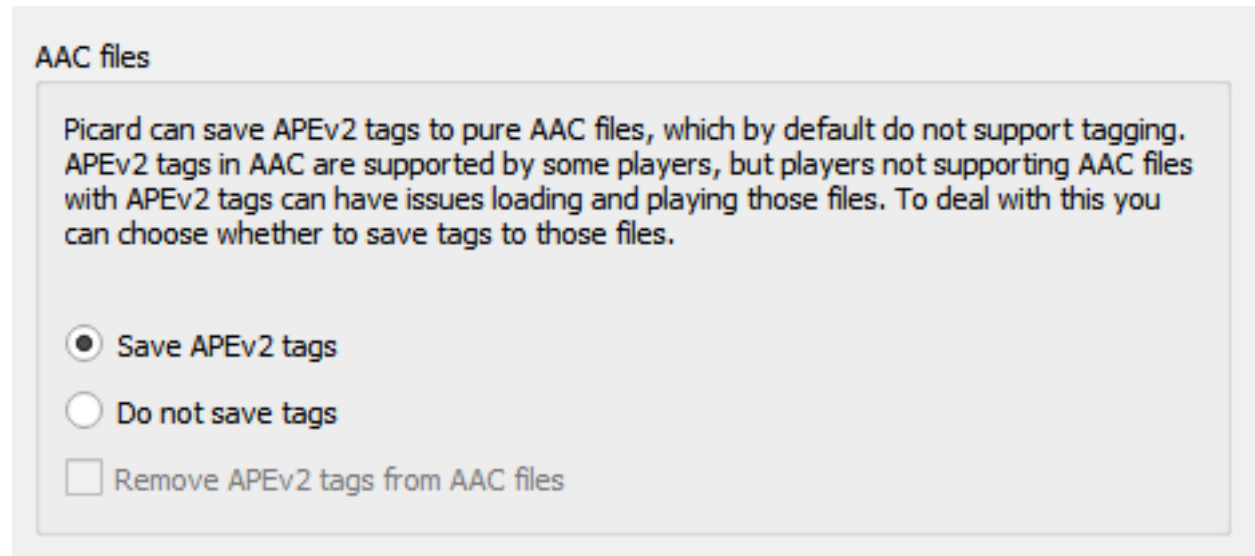 AAC files
Picard can save APEv2 tags to pure AAC files, which by default do not support tagging.
APEv2 tags in AAC are supported by some players, but players not supporting AAC files
with APEv2 tags can have issues loading and playing those files. To deal with this you
can choose whether to save tags to those files.
Save APEv2 tags
Do not save tags
Remove APEv2 tags from AAC files